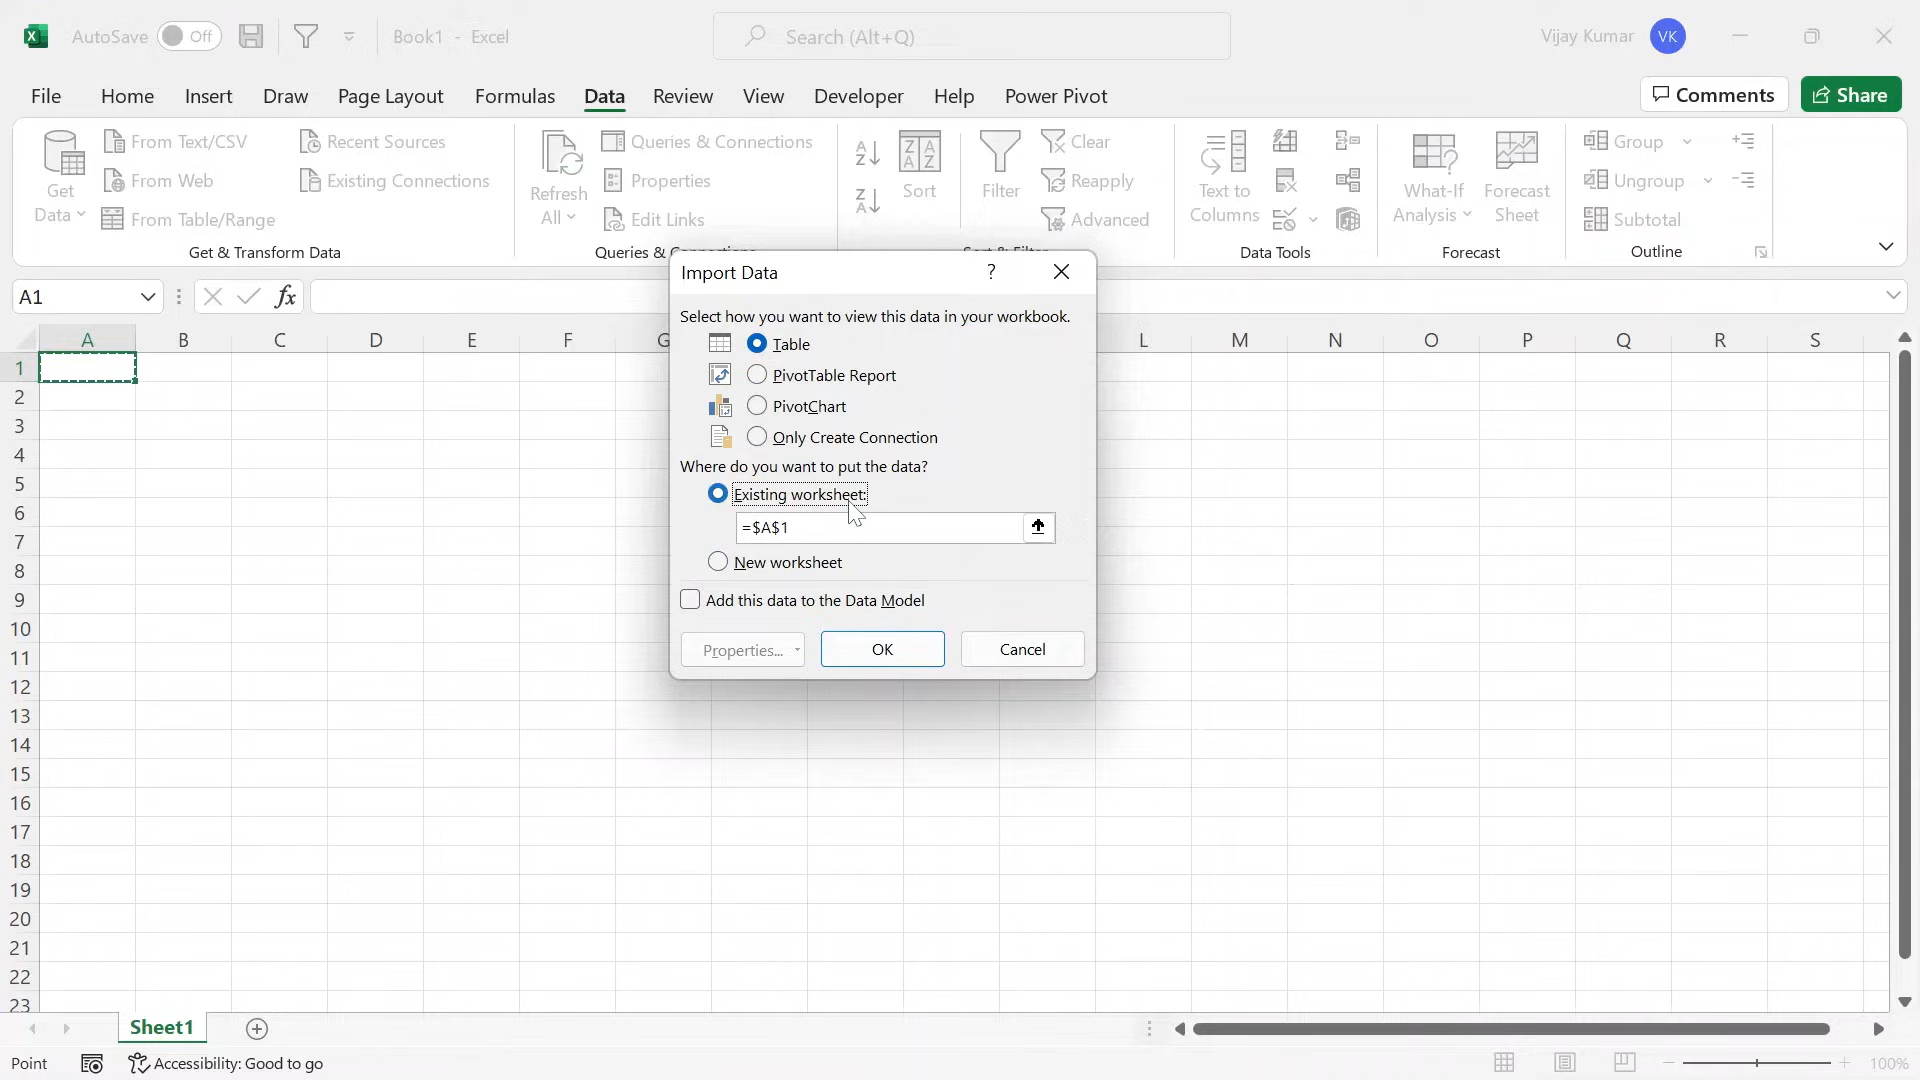 AutoSave Off Book1 - Excel Search (Alt+Q) Vijay Kumar VK
File Home Insert Draw Page Layout Formulas Data Review View Developer Help Power Pivot Comments Share
Get Data
From Text/CSV
From Web
From Table/Range
Recent Sources
Existing Connections
Get & Transform Data
Refresh All
Queries & Connections
Properties
Edit Links
Queries &
Sort
Filter
Clear
Reapply
Advanced
Text to Columns
Data Tools
What-If Analysis
Forecast Sheet
Forecast
Group
Ungroup
Subtotal
Outline
A1 fx
A B C D E F G L M N O P Q R S
1
2
3
4
5
6
7
8
9
10
11
12
13
14
15
16
17
18
19
20
21
22
23
Import Data ?
Select how you want to view this data in your workbook.
Table
PivotTable Report
PivotChart
Only Create Connection
Where do you want to put the data?
Existing worksheet:
=$A$1
New worksheet
Add this data to the Data Model
Properties... OK Cancel
Sheet1
Point Accessibility: Good to go 100%